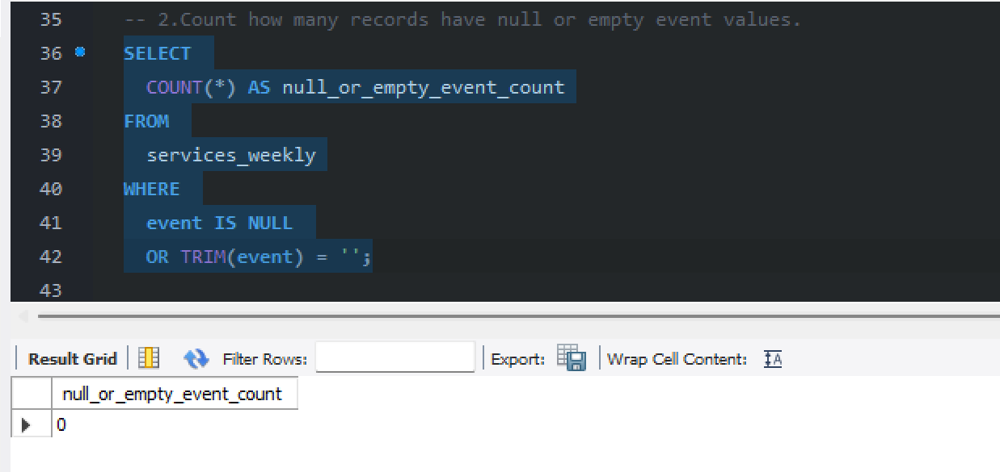 35 -- 2.Count how many records have null or empty event values.
36 SELECT
37 COUNT(*) AS null_or_empty_event_count
38 FROM
39 services_weekly
40 WHERE
41 event IS NULL
42 OR TRIM(event) = '';
43
Result Grid Filter Rows: Export: Wrap Cell Content: IA
null_or_empty_event_count
0